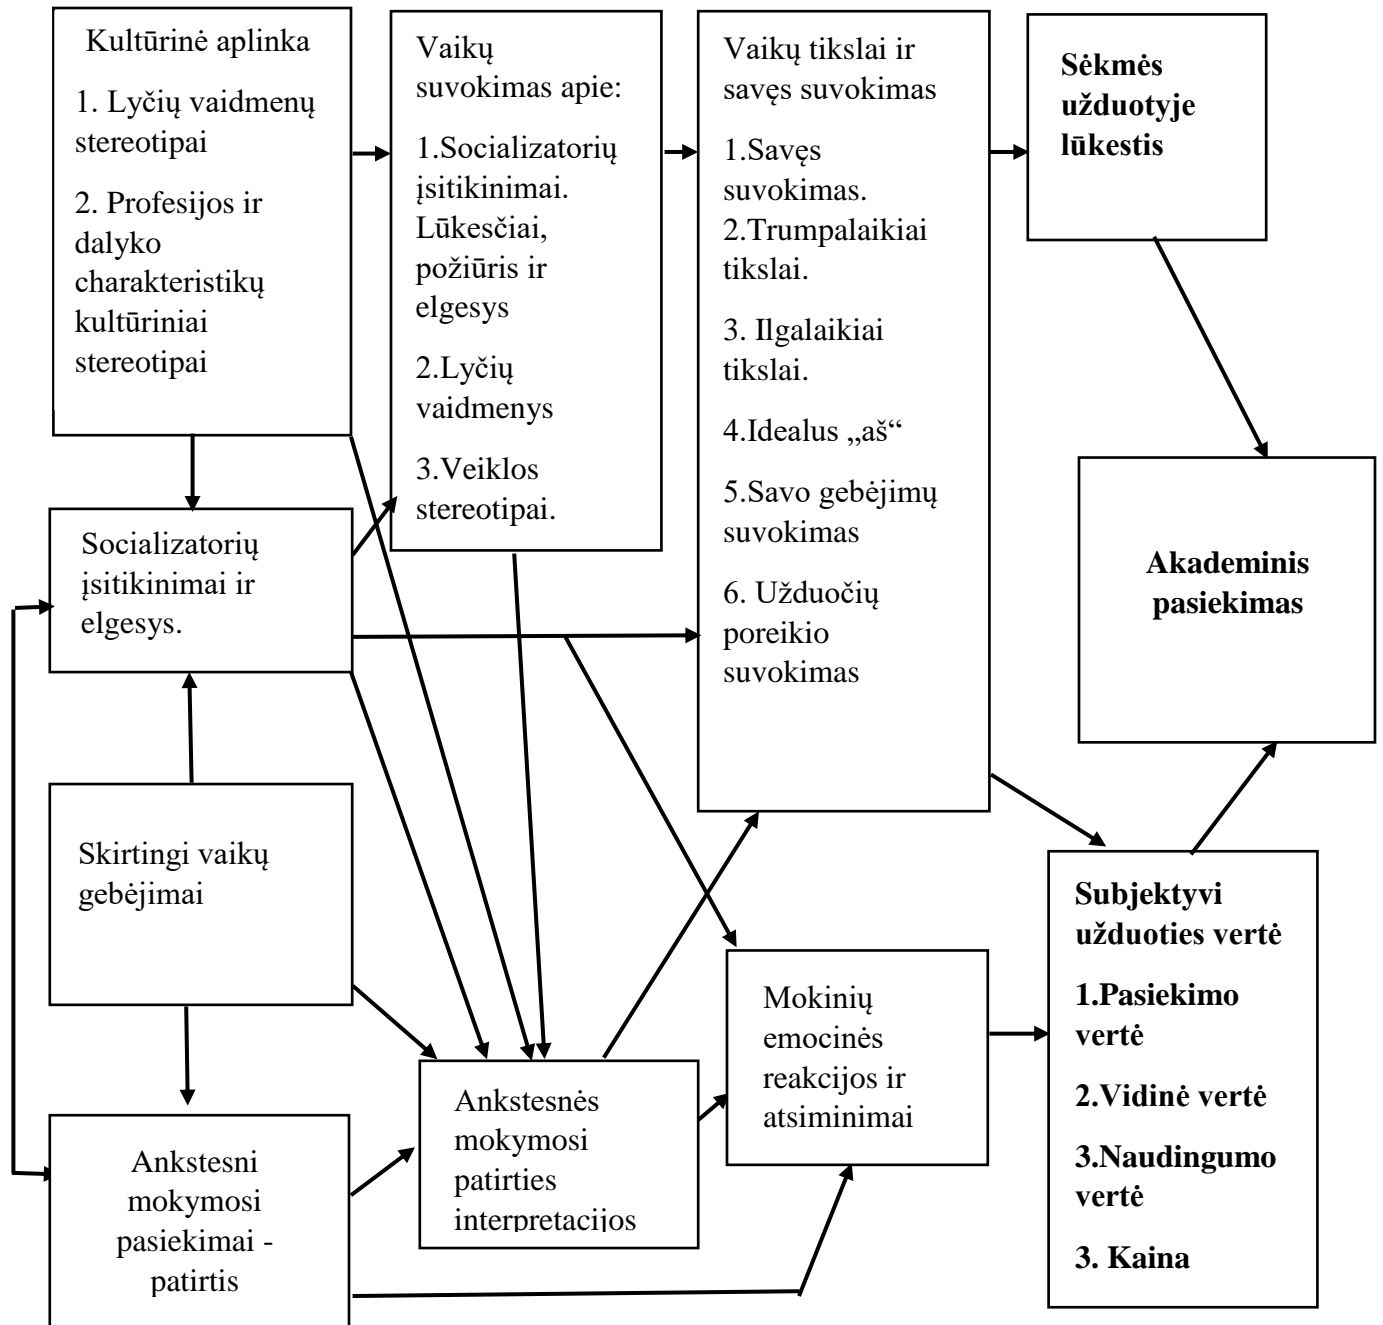 Kultūrinė aplinka
1. Lyčių vaidmenų
stereotipai
2. Profesijos ir
dalyko
charakteristikų
kultūriniai
stereotipai
Vaikų
suvokimas apie:
1.Socializatorių
įsitikinimai.
Lūkesčiai,
požiūris ir
elgesys
2.Lyčių
vaidmenys
3.Veiklos
stereotipai.
Vaikų tikslai ir
savęs suvokimas
1.Savęs
suvokimas.
2.Trumpalaikiai
tikslai.
3. Ilgalaikiai
tikslai.
4.Idealus „aš“
5.Savo gebėjimų
suvokimas
6. Užduočių
poreikio
suvokimas
Sėkmės
užduotyje
lūkestis
Socializatorių
įsitikinimai ir
elgesys.
Akademinis
pasiekimas
Skirtingi vaikų
gebėjimai
Subjektyvi
užduoties vertė
1.Pasiekimo
vertė
2.Vidinė vertė
3.Naudingumo
vertė
3. Kaina
Mokinių
emocinės
reakcijos ir
atsiminimai
Ankstesnės
mokymosi
patirties
interpretacijos
Ankstesni
mokymosi
pasiekimai -
patirtis